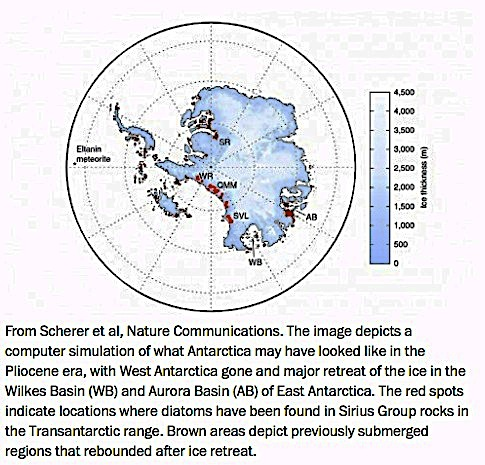 Eltanin
meteorite
SR
WR
OMM
SVL
AB
WB
4,500
4,000
3,500
3,000
2,500
2,000
1,500
1,000
500
0
Ice thickness (m)
From Scherer et al, Nature Communications. The image depicts a
computer simulation of what Antarctica may have looked like in the
Pliocene era, with West Antarctica gone and major retreat of the ice in the
Wilkes Basin (WB) and Aurora Basin (AB) of East Antarctica. The red spots
indicate locations where diatoms have been found in Sirius Group rocks in
the Transantarctic range. Brown areas depict previously submerged
regions that rebounded after ice retreat.